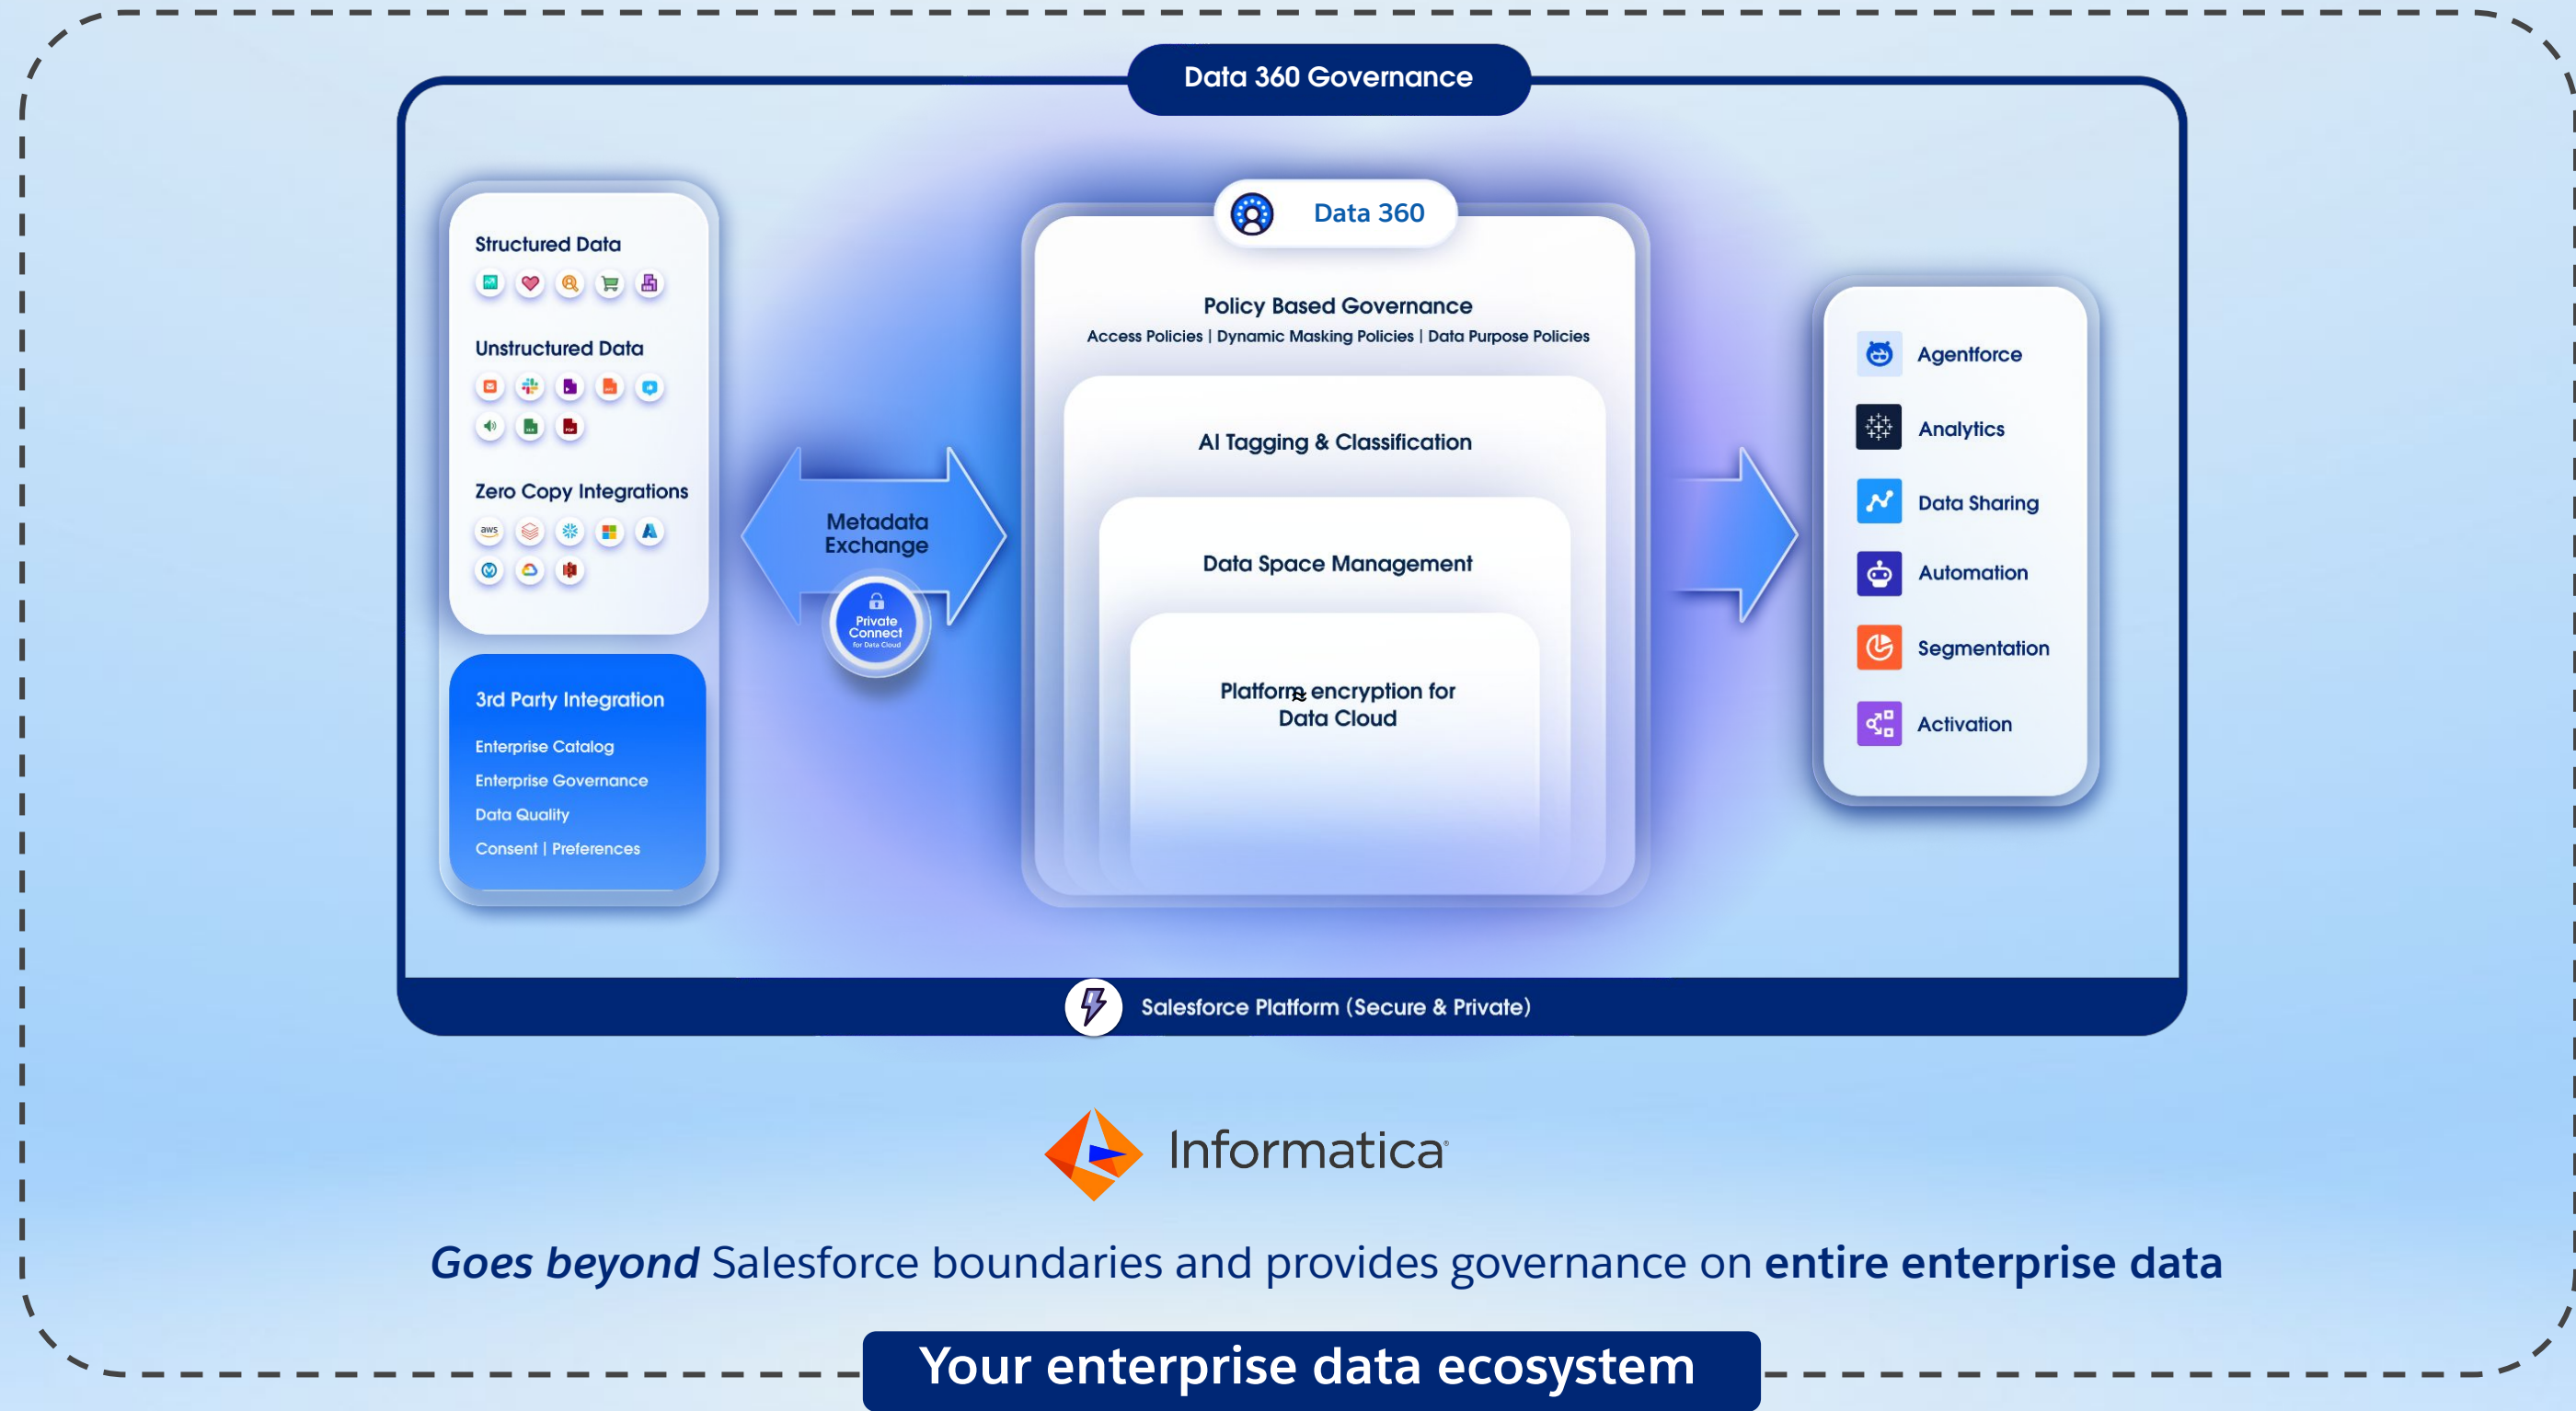 Data 360 Governance
Structured Data
Unstructured Data
Zero Copy Integrations
aws
3rd Party Integration
Enterprise Catalog
Enterprise Governance
Data Quality
Consent | Preferences
Metadata
Exchange
Private
Connect
for Data Cloud
Data 360
Policy Based Governance
Access Policies | Dynamic Masking Policies | Data Purpose Policies
AI Tagging & Classification
Data Space Management
Platform encryption for
Data Cloud
Agentforce
Analytics
Data Sharing
Automation
Segmentation
Activation
Salesforce Platform (Secure & Private)
Informatica
Goes beyond Salesforce boundaries and provides governance on entire enterprise data
Your enterprise data ecosystem